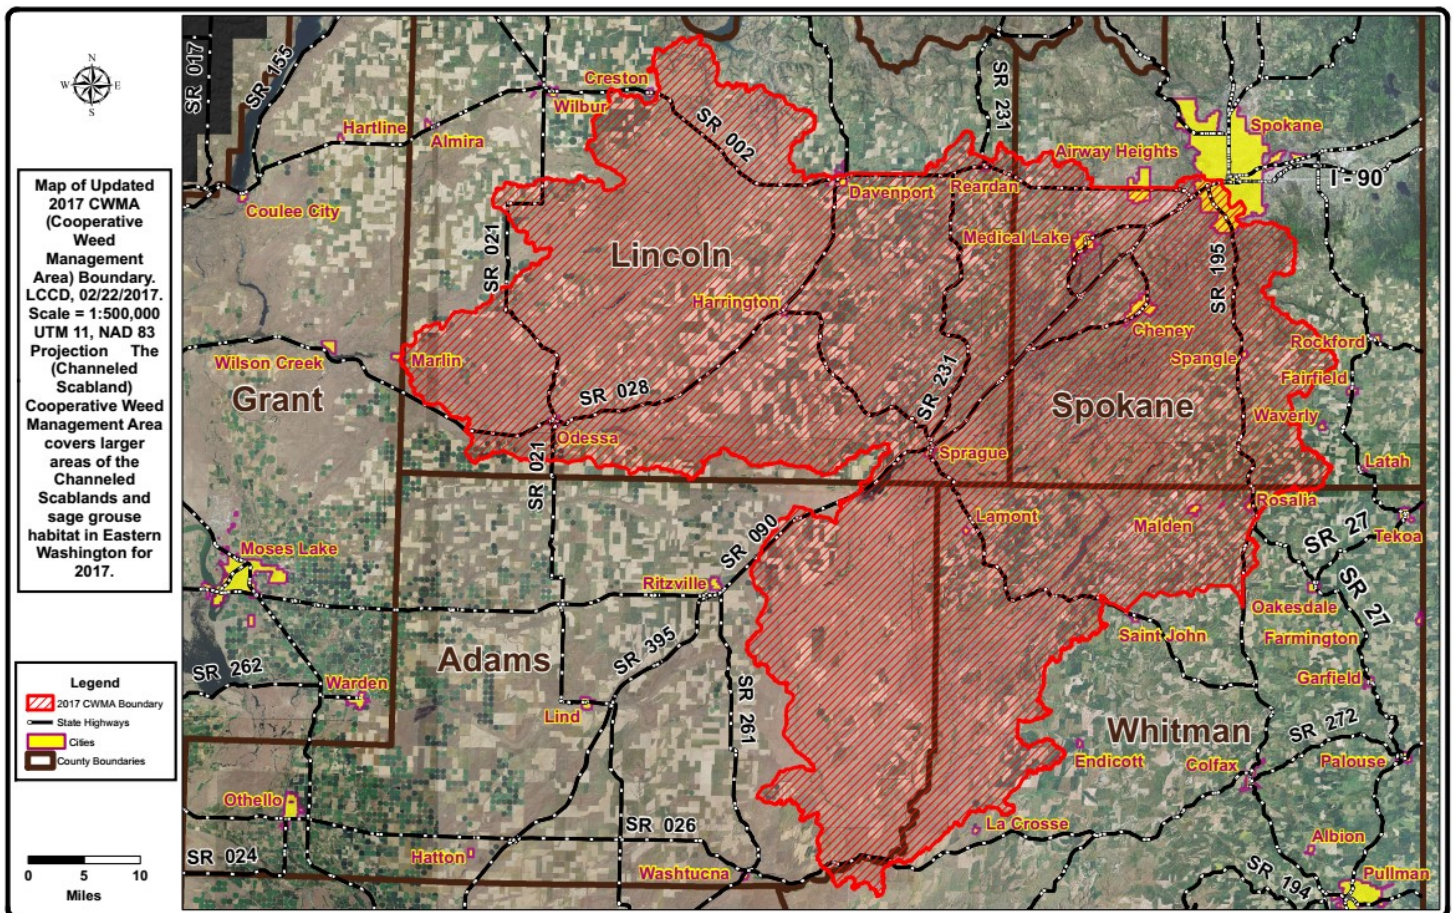 N
W E
S
Map of Updated
2017 CWMA
(Cooperative
Weed
Management
Area) Boundary.
LCCD, 02/22/2017.
Scale = 1:500,000
UTM 11, NAD 83
Projection The
(Channeled
Scabland)
Cooperative Weed
Management Area
covers larger
areas of the
Channeled
Scablands and
sage grouse
habitat in Eastern
Washington for
2017.
Legend
2017 CWMA Boundary
State Highways
Cities
County Boundaries
0 5 10
Miles
SR 017
SR 155
Creston
Wilbur
SR 231
Hartline
Almira
SR 002
Spokane
Airway Heights
I - 90
Coulee City
Davenport
Reardan
Medical Lake
SR 021
Lincoln
SR 195
Harrington
Cheney
Rockford
Wilson Creek
Marlin
Spangle
Fairfield
Grant
SR 028
SR 231
Spokane
Waverly
Odessa
Sprague
Latah
SR 021
Rosalia
Lamont
Malden
SR 27
Tekoa
Moses Lake
SR 090
Ritzville
SR 27
Oakesdale
Saint John
Farmington
SR 395
Adams
SR 262
Warden
Garfield
Lind
SR 261
Whitman
SR 272
Endicott
Colfax
Palouse
Othello
SR 026
La Crosse
Albion
SR 024
Hatton
Washtucna
SR 194
Pullman